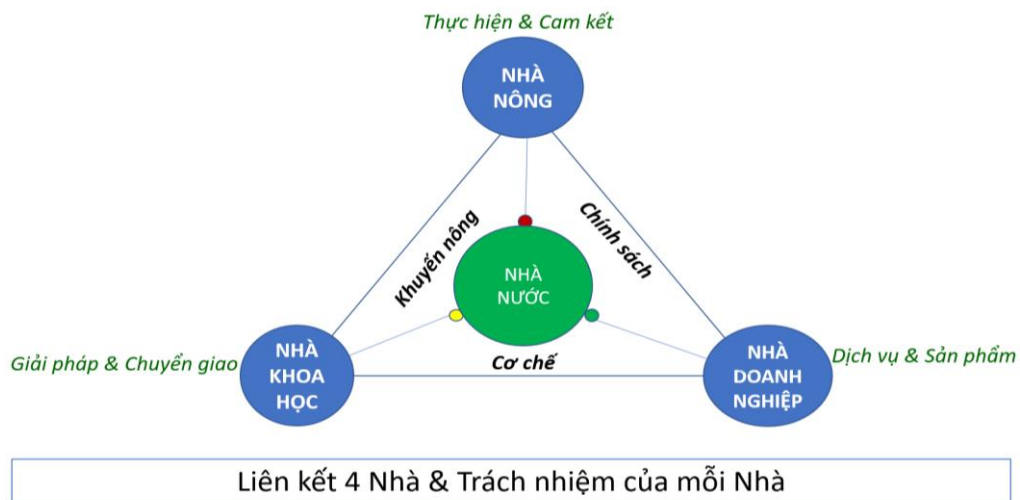 Thực hiện & Cam kết
NHÀ
NÔNG
Khuyến nông
Chính sách
NHÀ
NƯỚC
Cơ chế
Giải pháp & Chuyển giao
NHÀ
KHOA
HỌC
NHÀ
DOANH
NGHIỆP
Dịch vụ & Sản phẩm
Liên kết 4 Nhà & Trách nhiệm của mỗi Nhà